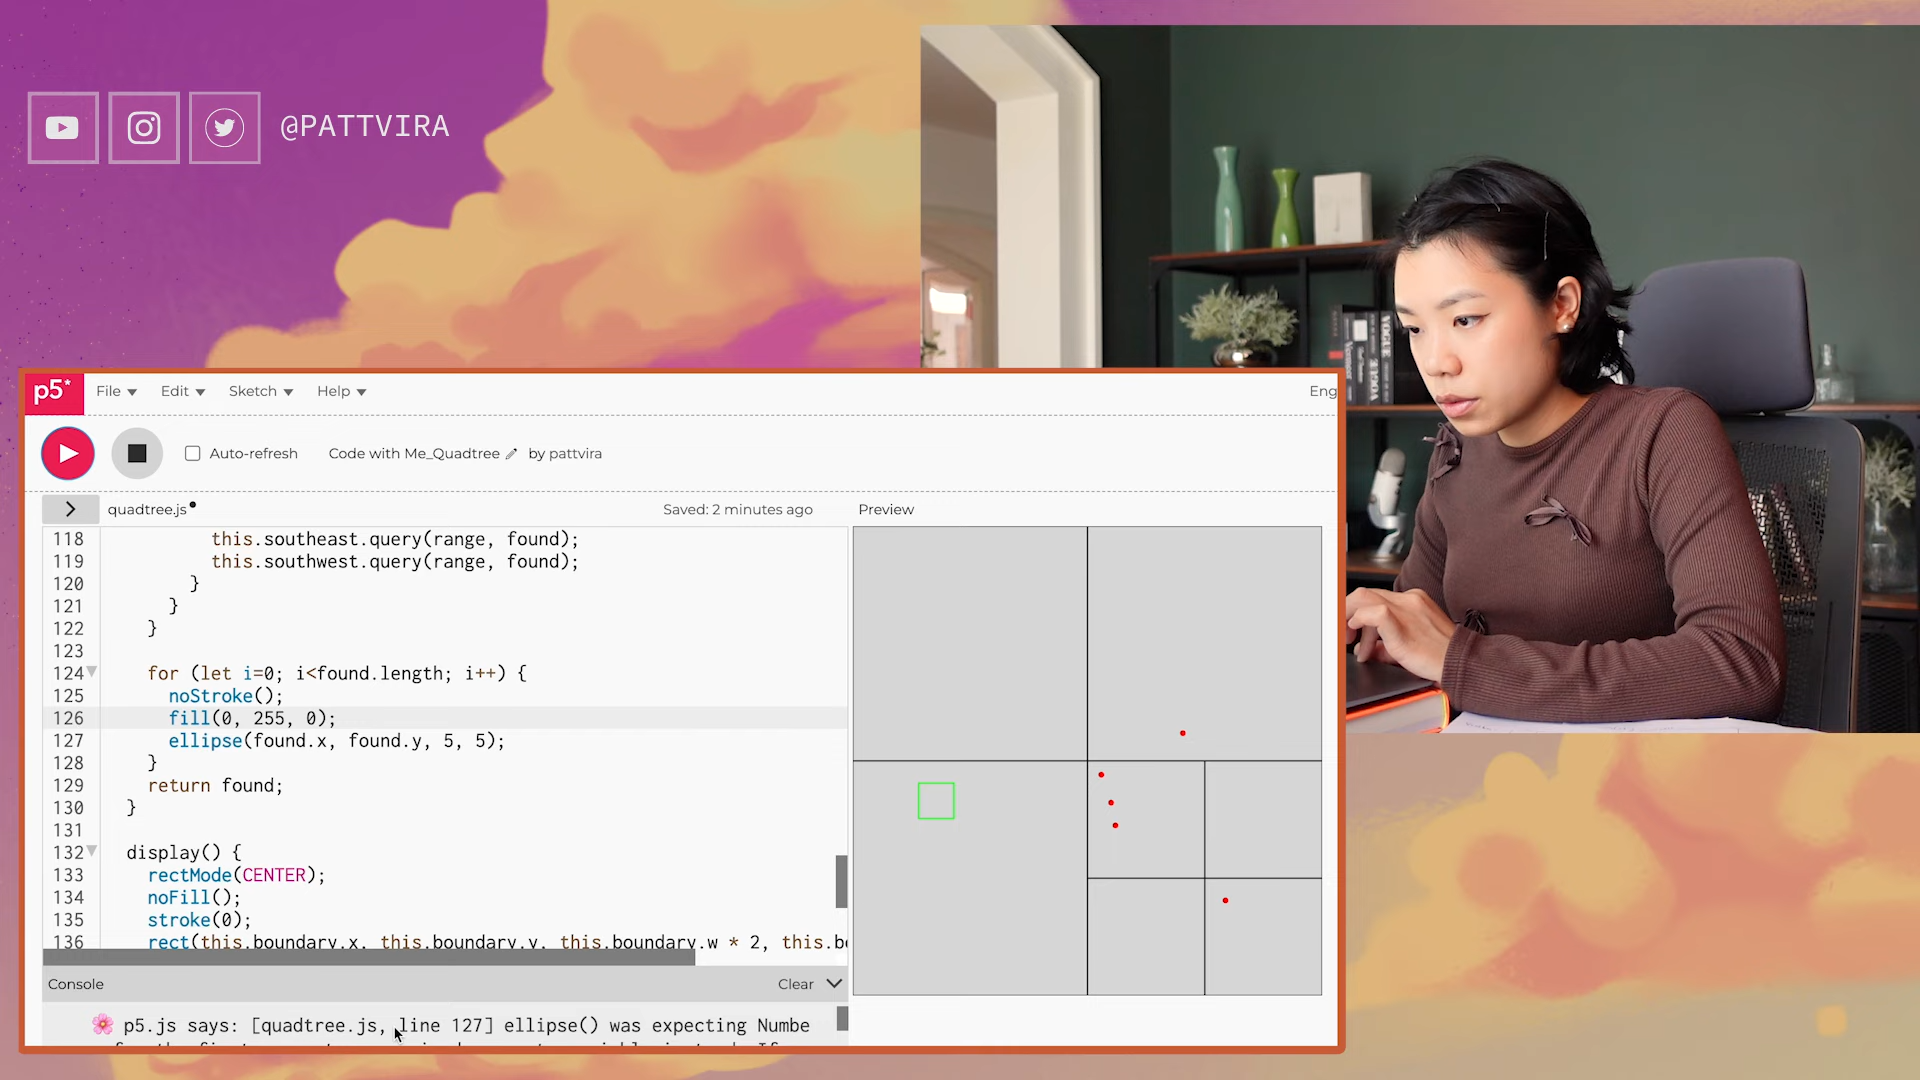 @PATTVIRA
p5*
File
Edit
Sketch
Help
Eng
Auto-refresh
Code with Me_Quadtree
by pattvira
quadtree.js
Saved: 2 minutes ago
Preview
118 this.southeast.query(range, found);
119 this.southwest.query(range, found);
120 }
121 }
122 }
123
124 for (let i=0; i<found.length; i++) {
125 noStroke();
126 fill(0, 255, 0);
127 ellipse(found.x, found.y, 5, 5);
128 }
129 return found;
130 }
131
132 display() {
133 rectMode(CENTER);
134 noFill();
135 stroke(0);
136 rect(this.boundary.x, this.boundary.y, this.boundary.w * 2, this.bo
Console
Clear
p5.js says: [quadtree.js, line 127] ellipse() was expecting Numbe
VOGUE